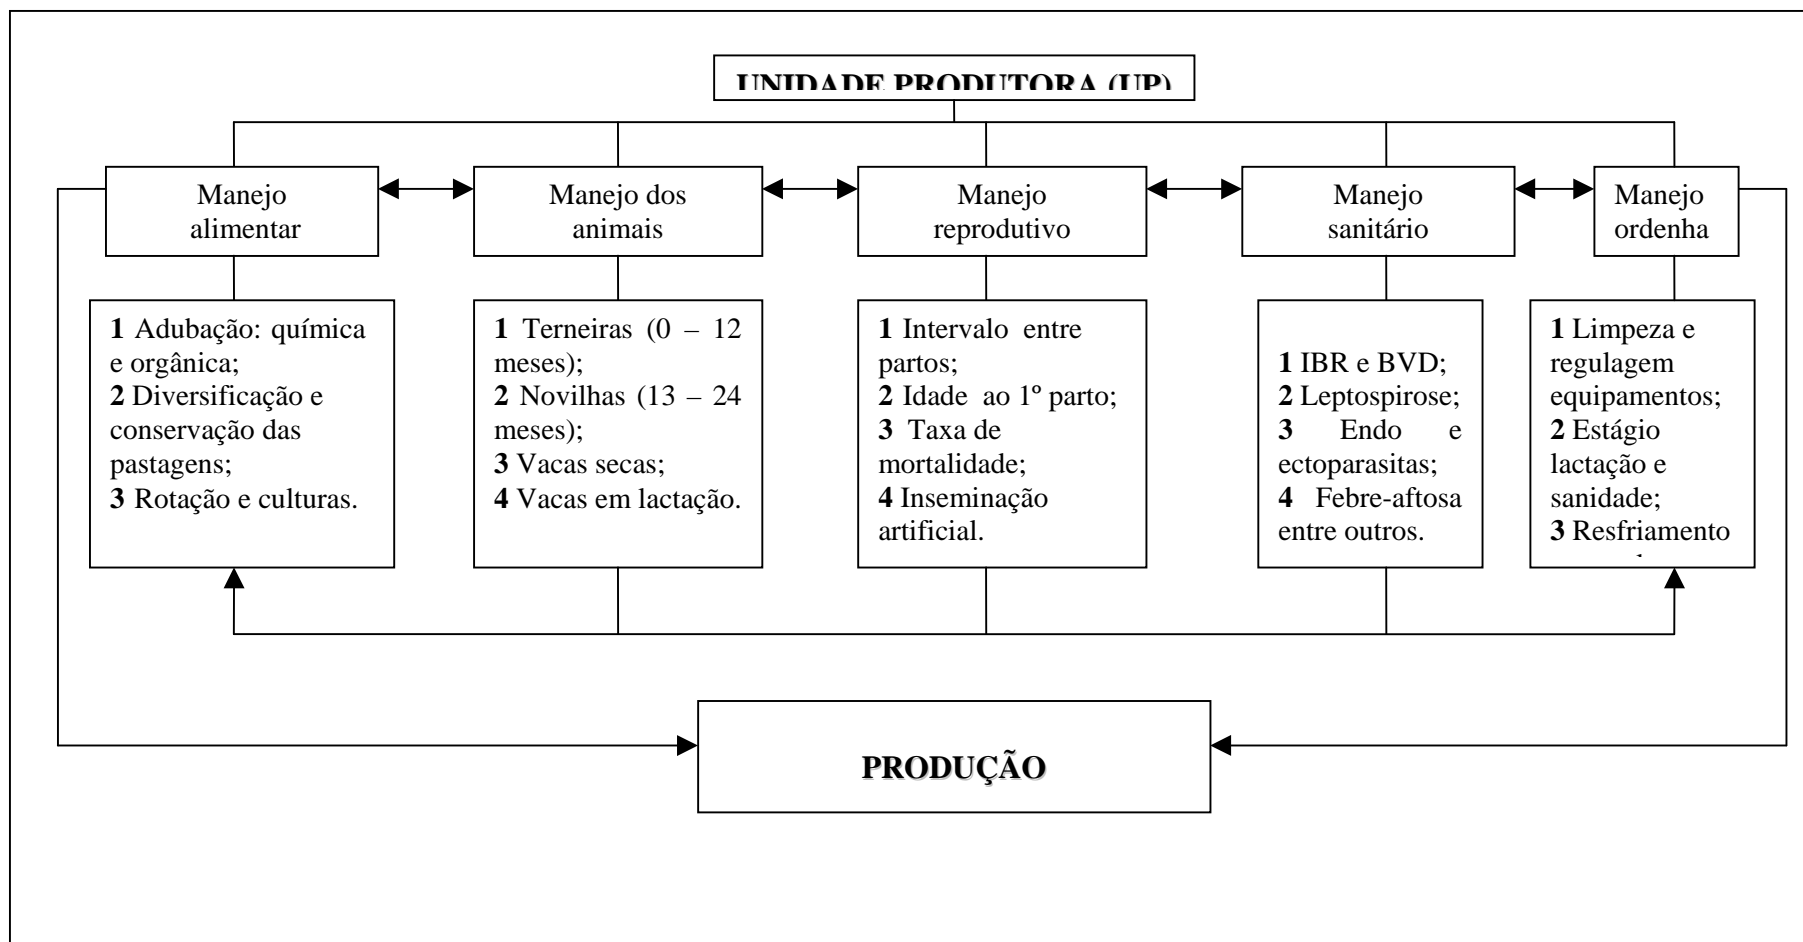 UNIDADE PRODUTORA (UP)
Manejo
alimentar
Manejo dos
animais
Manejo
reprodutivo
Manejo
sanitário
Manejo
ordenha
1 Adubação: química
e orgânica;
2 Diversificação e
conservação das
pastagens;
3 Rotação e culturas.
1 Terneiras (0 – 12
meses);
2 Novilhas (13 – 24
meses);
3 Vacas secas;
4 Vacas em lactação.
1 Intervalo entre
partos;
2 Idade ao 1º parto;
3 Taxa de
mortalidade;
4 Inseminação
artificial.
1 IBR e BVD;
2 Leptospirose;
3 Endo e
ectoparasitas;
4 Febre-aftosa
entre outros.
1 Limpeza e
regulagem
equipamentos;
2 Estágio
lactação e
sanidade;
3 Resfriamento
PRODUÇÃO